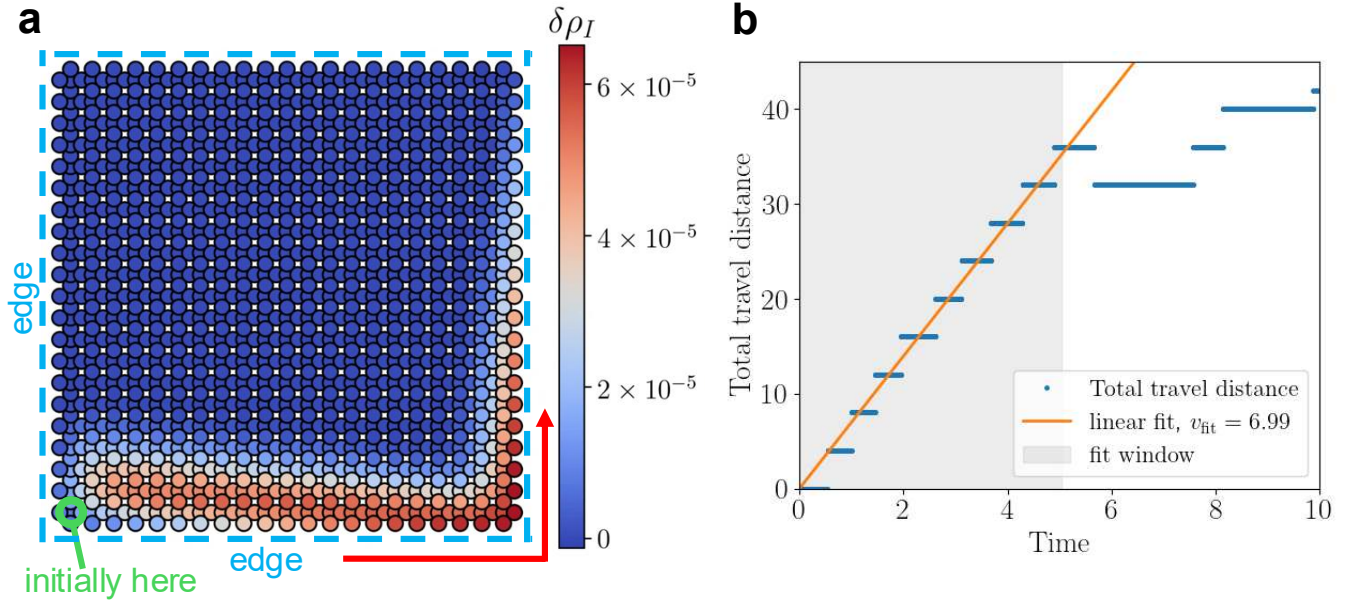 a
δρ_I
6 × 10⁻⁵
4 × 10⁻⁵
2 × 10⁻⁵
0
edge
edge
initially here
b
Total travel distance
40
30
20
10
0
0 2 4 6 8 10
Time
Total travel distance
linear fit, v_fit = 6.99
fit window